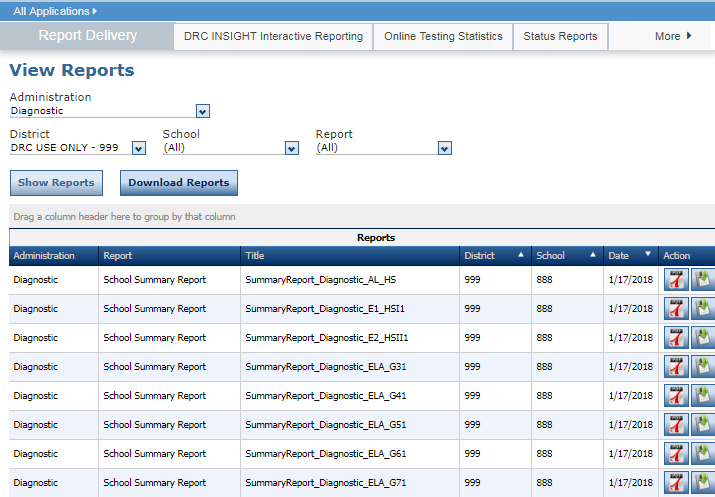 All Applications
Report Delivery DRC INSIGHT Interactive Reporting Online Testing Statistics Status Reports More
View Reports
Administration
Diagnostic
District School Report
DRC USE ONLY - 999 (All) (All)
Show Reports Download Reports
Drag a column header here to group by that column
Reports
Administration Report Title District School Date Action
Diagnostic School Summary Report SummaryReport_Diagnostic_AL_HS 999 888 1/17/2018
Diagnostic School Summary Report SummaryReport_Diagnostic_E1_HSI1 999 888 1/17/2018
Diagnostic School Summary Report SummaryReport_Diagnostic_E2_HSII1 999 888 1/17/2018
Diagnostic School Summary Report SummaryReport_Diagnostic_ELA_G31 999 888 1/17/2018
Diagnostic School Summary Report SummaryReport_Diagnostic_ELA_G41 999 888 1/17/2018
Diagnostic School Summary Report SummaryReport_Diagnostic_ELA_G51 999 888 1/17/2018
Diagnostic School Summary Report SummaryReport_Diagnostic_ELA_G61 999 888 1/17/2018
Diagnostic School Summary Report SummaryReport_Diagnostic_ELA_G71 999 888 1/17/2018